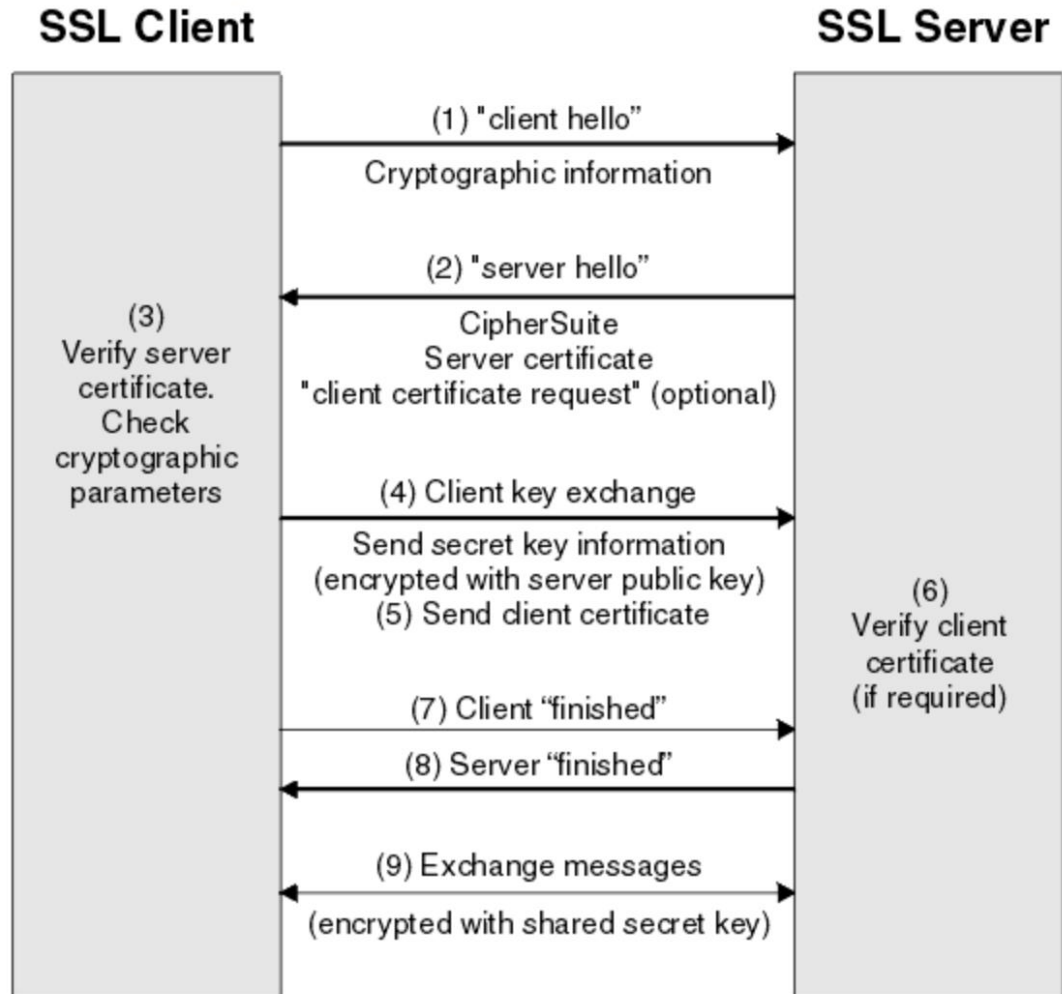 SSL Client
SSL Server
(1) "client hello”
Cryptographic information
(2) "server hello”
CipherSuite
Server certificate
"client certificate request" (optional)
(3)
Verify server
certificate.
Check
cryptographic
parameters
(4) Client key exchange
Send secret key information
(encrypted with server public key)
(5) Send client certificate
(6)
Verify client
certificate
(if required)
(7) Client “finished”
(8) Server “finished”
(9) Exchange messages
(encrypted with shared secret key)